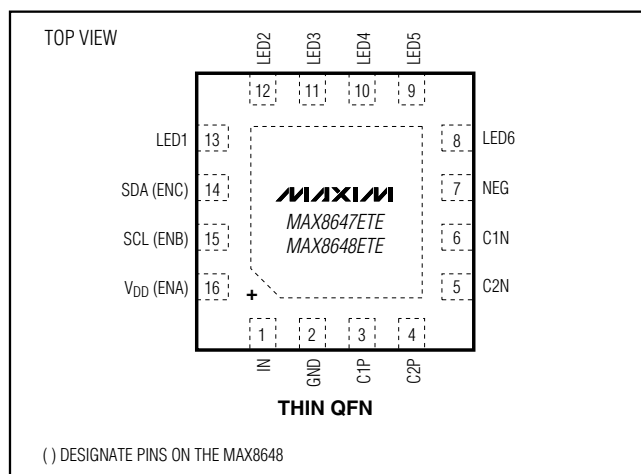 TOP VIEW
LED2 LED3 LED4 LED5
12 11 10 9
LED1 13 8 LED6
SDA (ENC) 14 7 NEG
MAXIM
MAX8647ETE
SCL (ENB) 15 6 C1N
MAX8648ETE
VDD (ENA) 16 5 C2N
+
1 2 3 4
IN GND C1P C2P
THIN QFN
( ) DESIGNATE PINS ON THE MAX8648